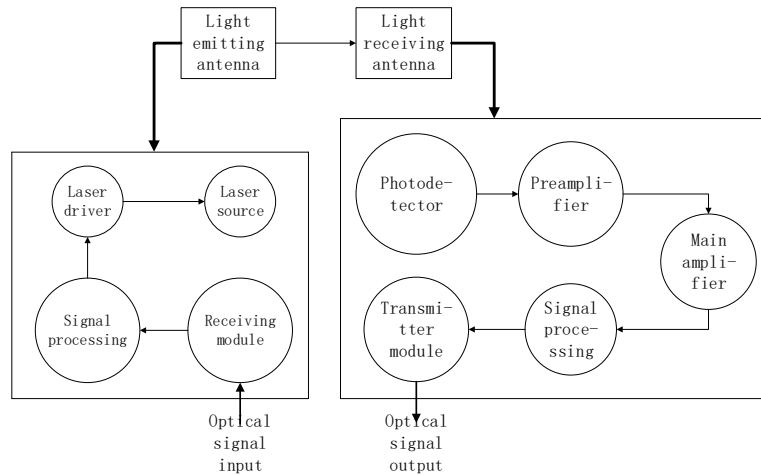 Light
emitting
antenna
Light
receiving
antenna
Laser
driver
Laser
source
Signal
processing
Receiving
module
Optical
signal
input
Photode-
tector
Preampli-
fier
Main
ampli-
fier
Transmi-
tter
module
Signal
proce-
ssing
Optical
signal
output